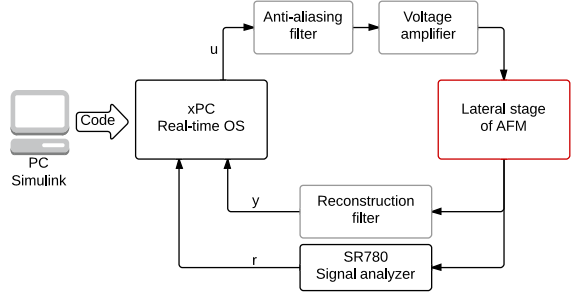 Anti-aliasing
filter
Voltage
amplifier
u
xPC
Real-time OS
Code
Lateral stage
of AFM
PC
Simulink
y
Reconstruction
filter
r
SR780
Signal analyzer